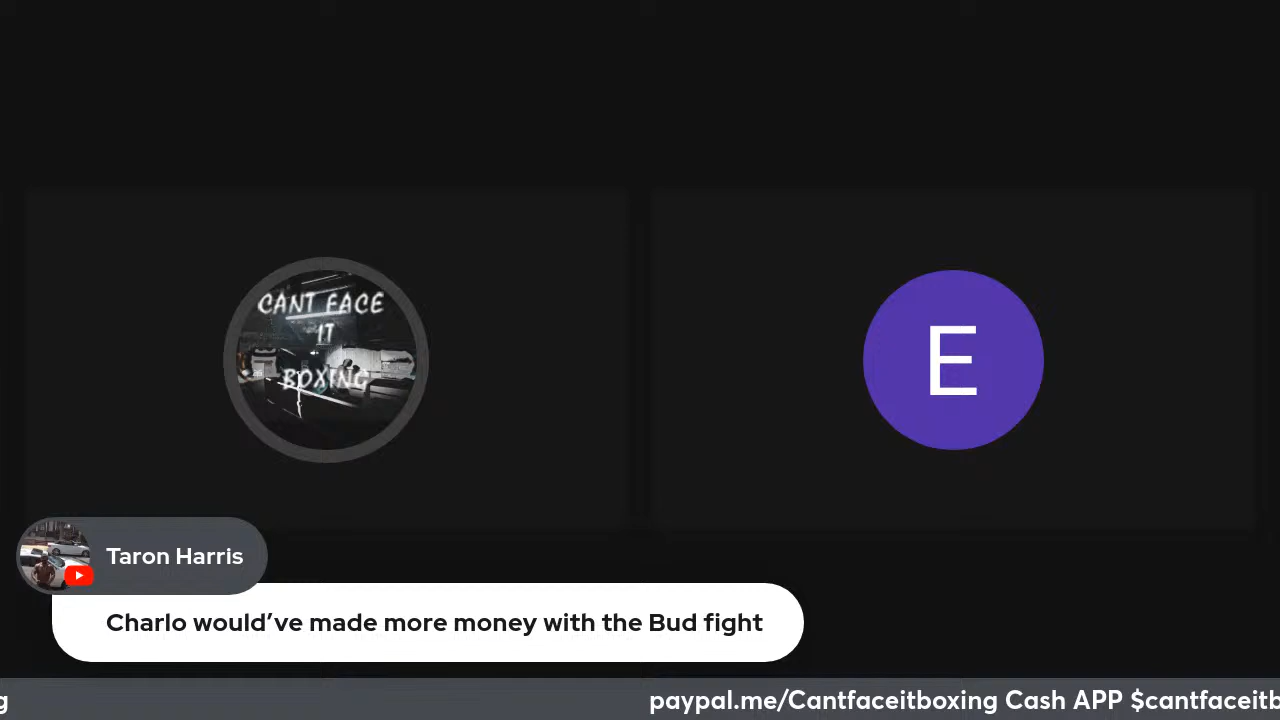 CANT FACE
IT
BOXING
E
Taron Harris
Charlo would’ve made more money with the Bud fight
g
paypal.me/Cantfaceitboxing Cash APP $cantfaceitb